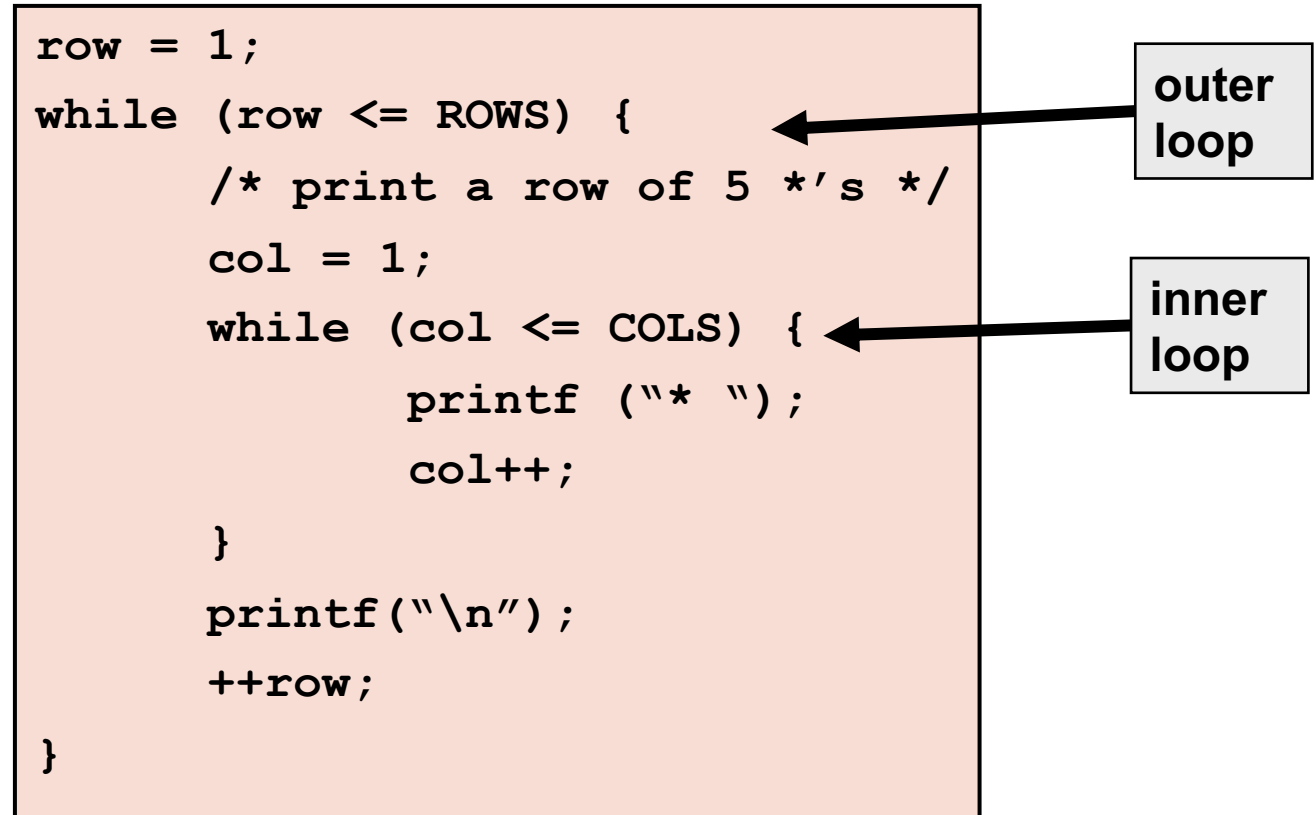 row = 1;
while (row <= ROWS) {
/* print a row of 5 *′s */
col = 1;
while (col <= COLS) {
printf (“* “);
col++;
}
printf(“\n”);
++row;
}
outer
loop
inner
loop